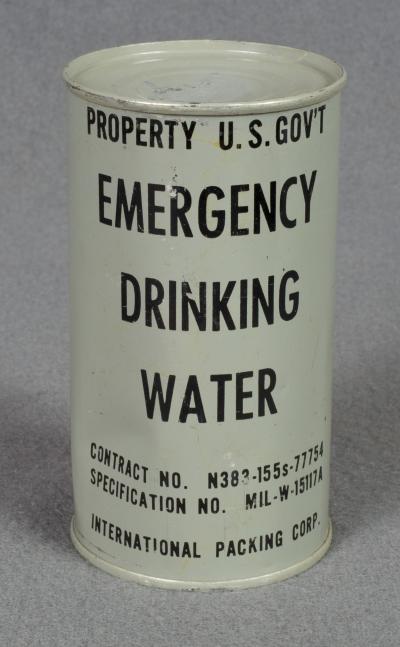 PROPERTY U.S. GOV'T
EMERGENCY
DRINKING
WATER
CONTRACT NO. N383-155s-77754
SPECIFICATION NO. MIL-W-15117A
INTERNATIONAL PACKING CORP.